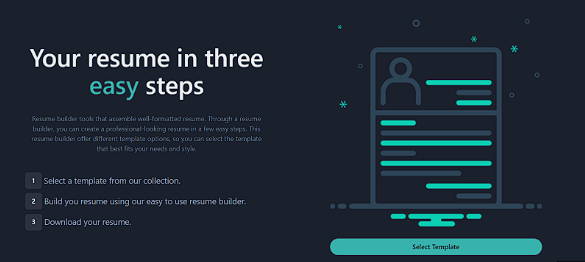 Your resume in three
easy steps
Resume builder tools that assemble well-formatted resume. Through a resume
builder, you can create a professional-looking resume in a few easy steps. This
resume builder offer different template options, so you can select the template
that best fits your needs and style.
1 Select a template from our collection.
2 Build you resume using our easy to use resume builder.
3 Download your resume.
Select Template